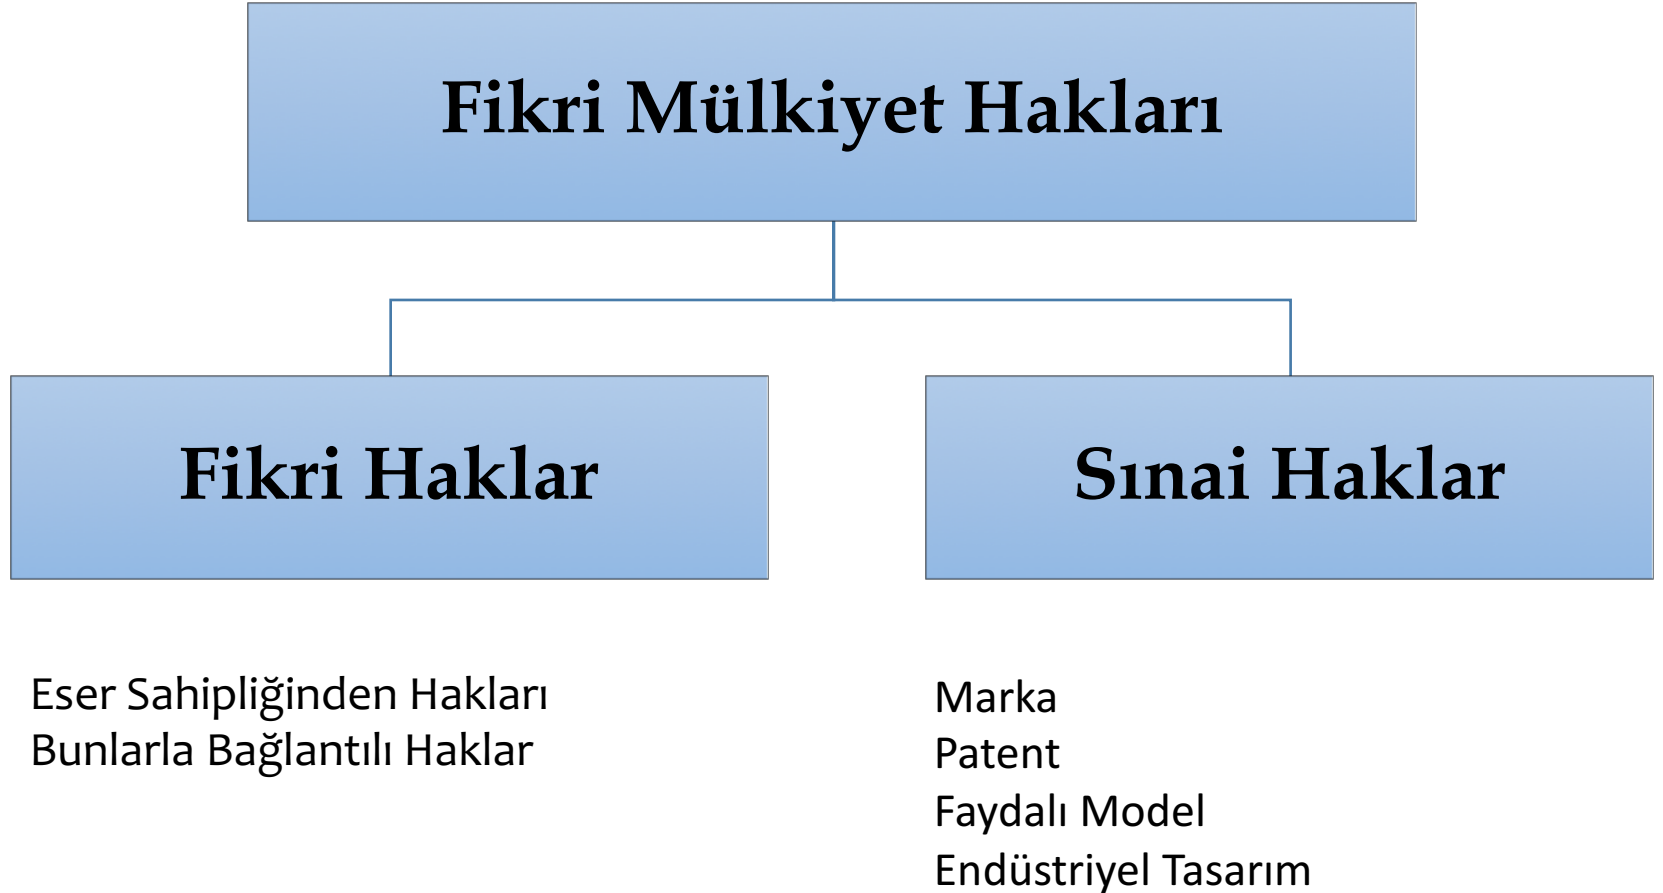 Fikri Mülkiyet Hakları
Fikri Haklar
Sınai Haklar
Eser Sahipliğinden Hakları
Bunlarla Bağlantılı Haklar
Marka
Patent
Faydalı Model
Endüstriyel Tasarım